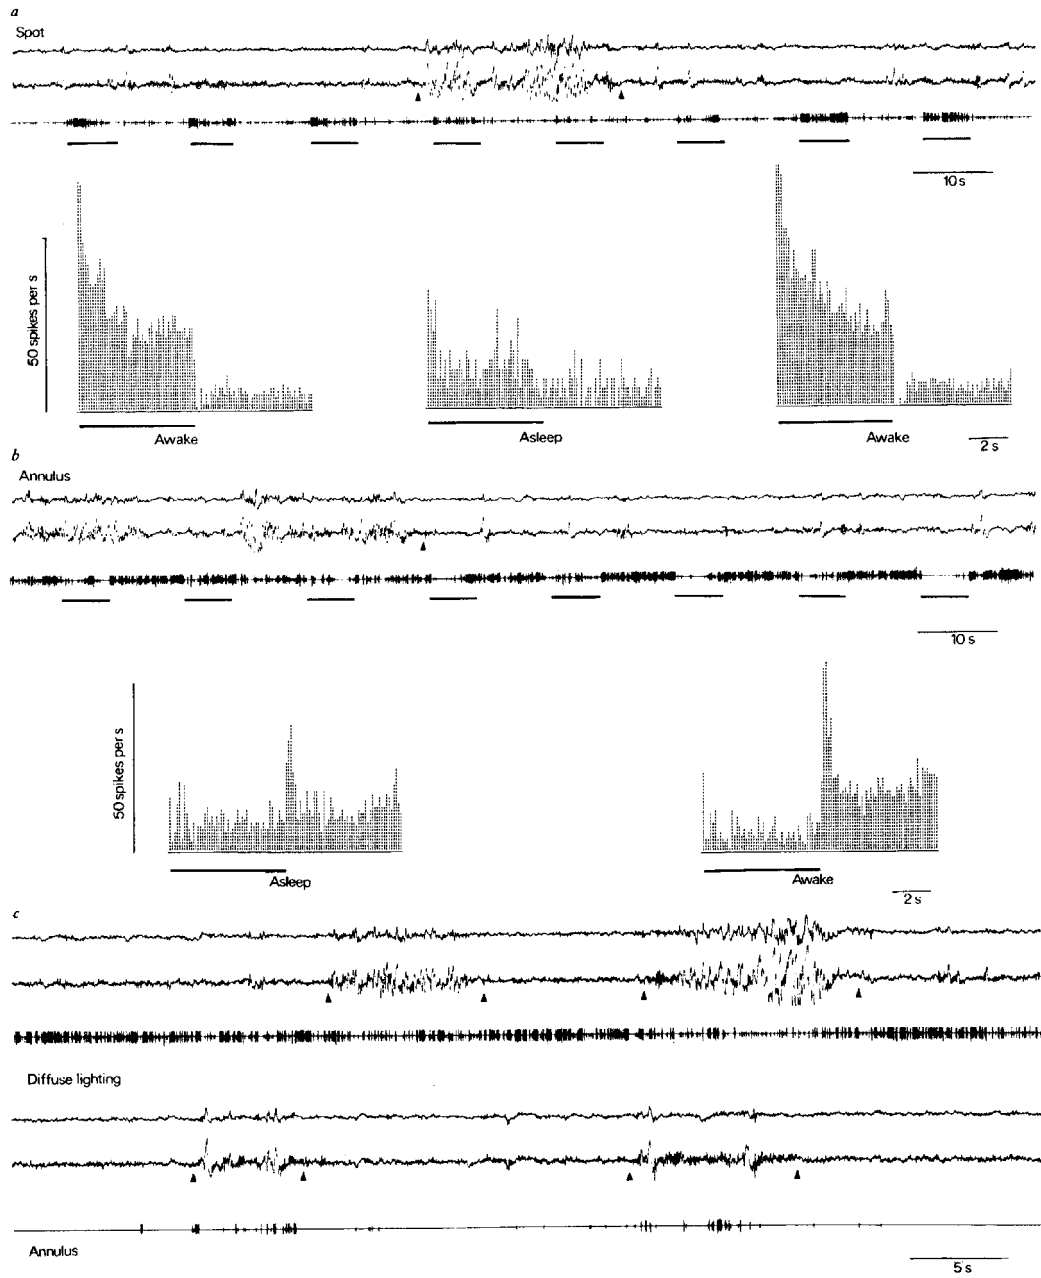 a
Spot
10 s
50 spikes per s
Awake
Asleep
Awake
2 s
b
Annulus
10 s
50 spikes per s
Asleep
Awake
2 s
c
Diffuse lighting
Annulus
5 s